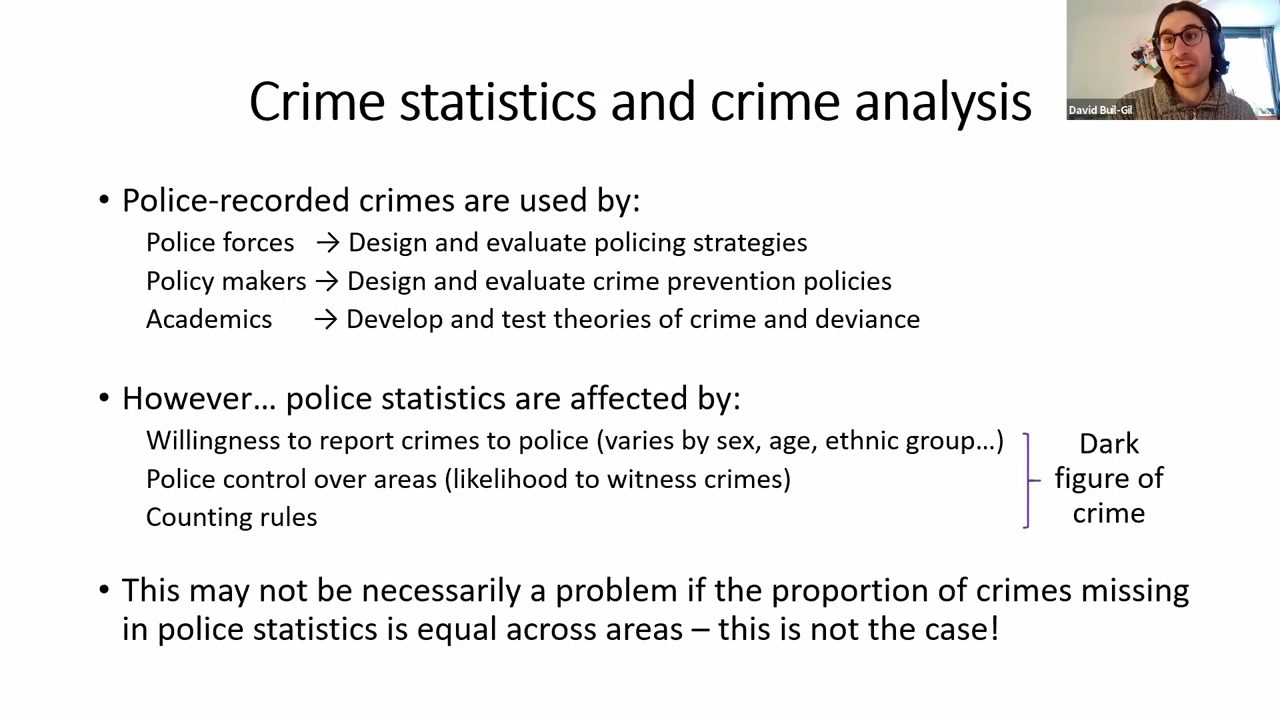 David Buil-Gil
Crime statistics and crime analysis
• Police-recorded crimes are used by:
Police forces → Design and evaluate policing strategies
Policy makers → Design and evaluate crime prevention policies
Academics → Develop and test theories of crime and deviance
• However... police statistics are affected by:
Willingness to report crimes to police (varies by sex, age, ethnic group...)
Police control over areas (likelihood to witness crimes)
Counting rules
Dark
figure of
crime
• This may not be necessarily a problem if the proportion of crimes missing
in police statistics is equal across areas – this is not the case!